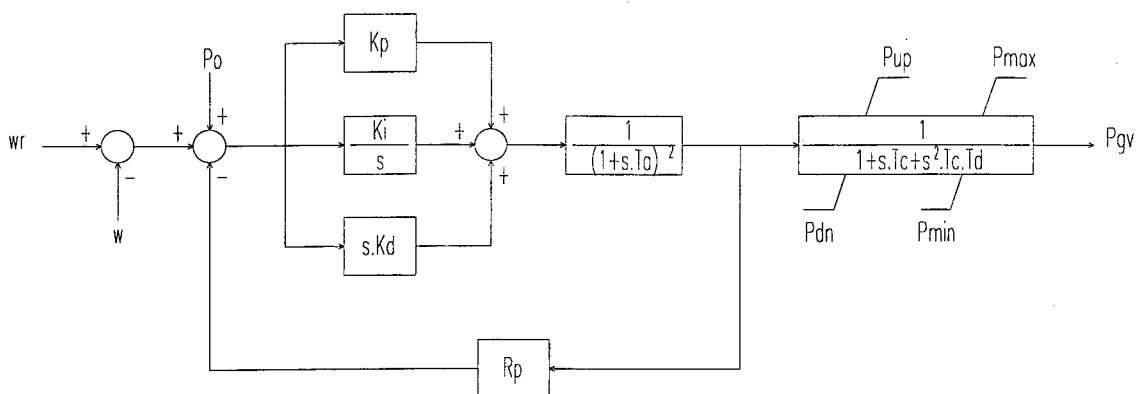 Kp
Po
Pup
Pmax
+
+
wr
+
+
Ki
s
+
1
(1+s.Ta)²
1
1+s.Tc+s².Tc.Td
Pgv
-
-
+
w
s.Kd
Pdn
Pmin
-
Rp